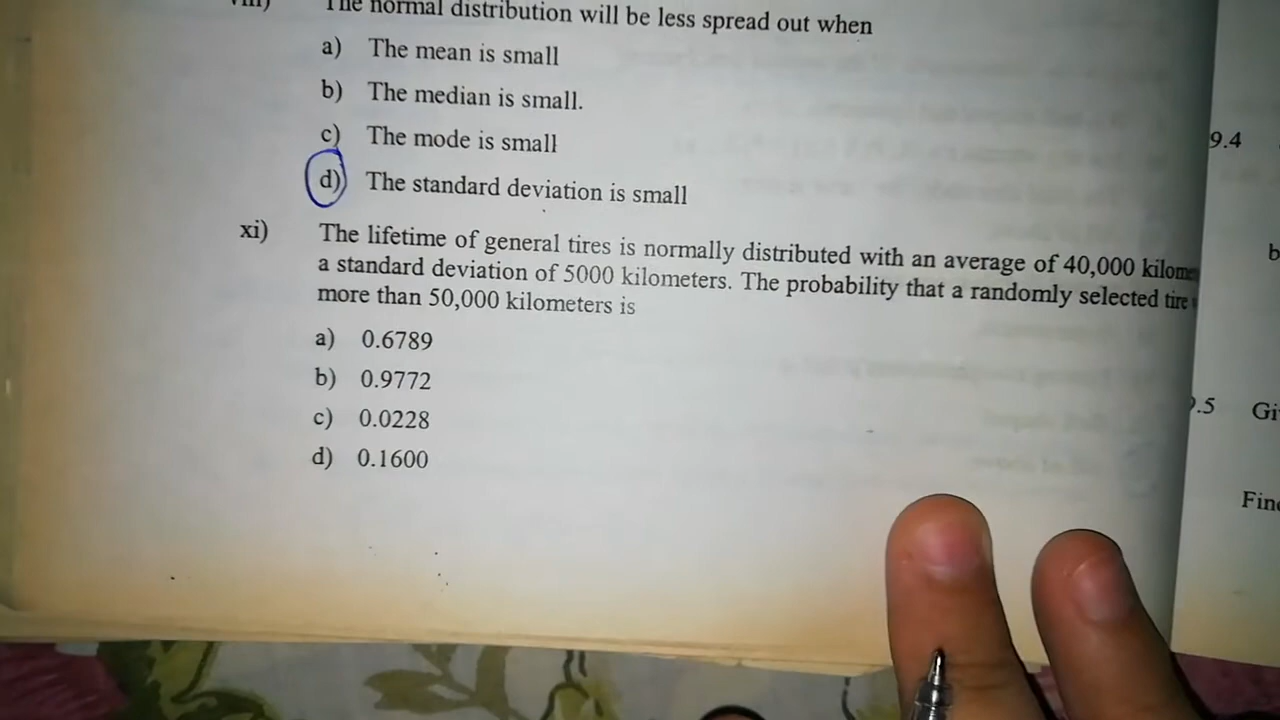 The normal distribution will be less spread out when
a) The mean is small
b) The median is small.
c) The mode is small
d) The standard deviation is small
xi) The lifetime of general tires is normally distributed with an average of 40,000
a standard deviation of 5000 kilometers. The probability that a randomly selected tire
more than 50,000 kilometers is
a) 0.6789
b) 0.9772
c) 0.0228
d) 0.1600
9.4
b
.5